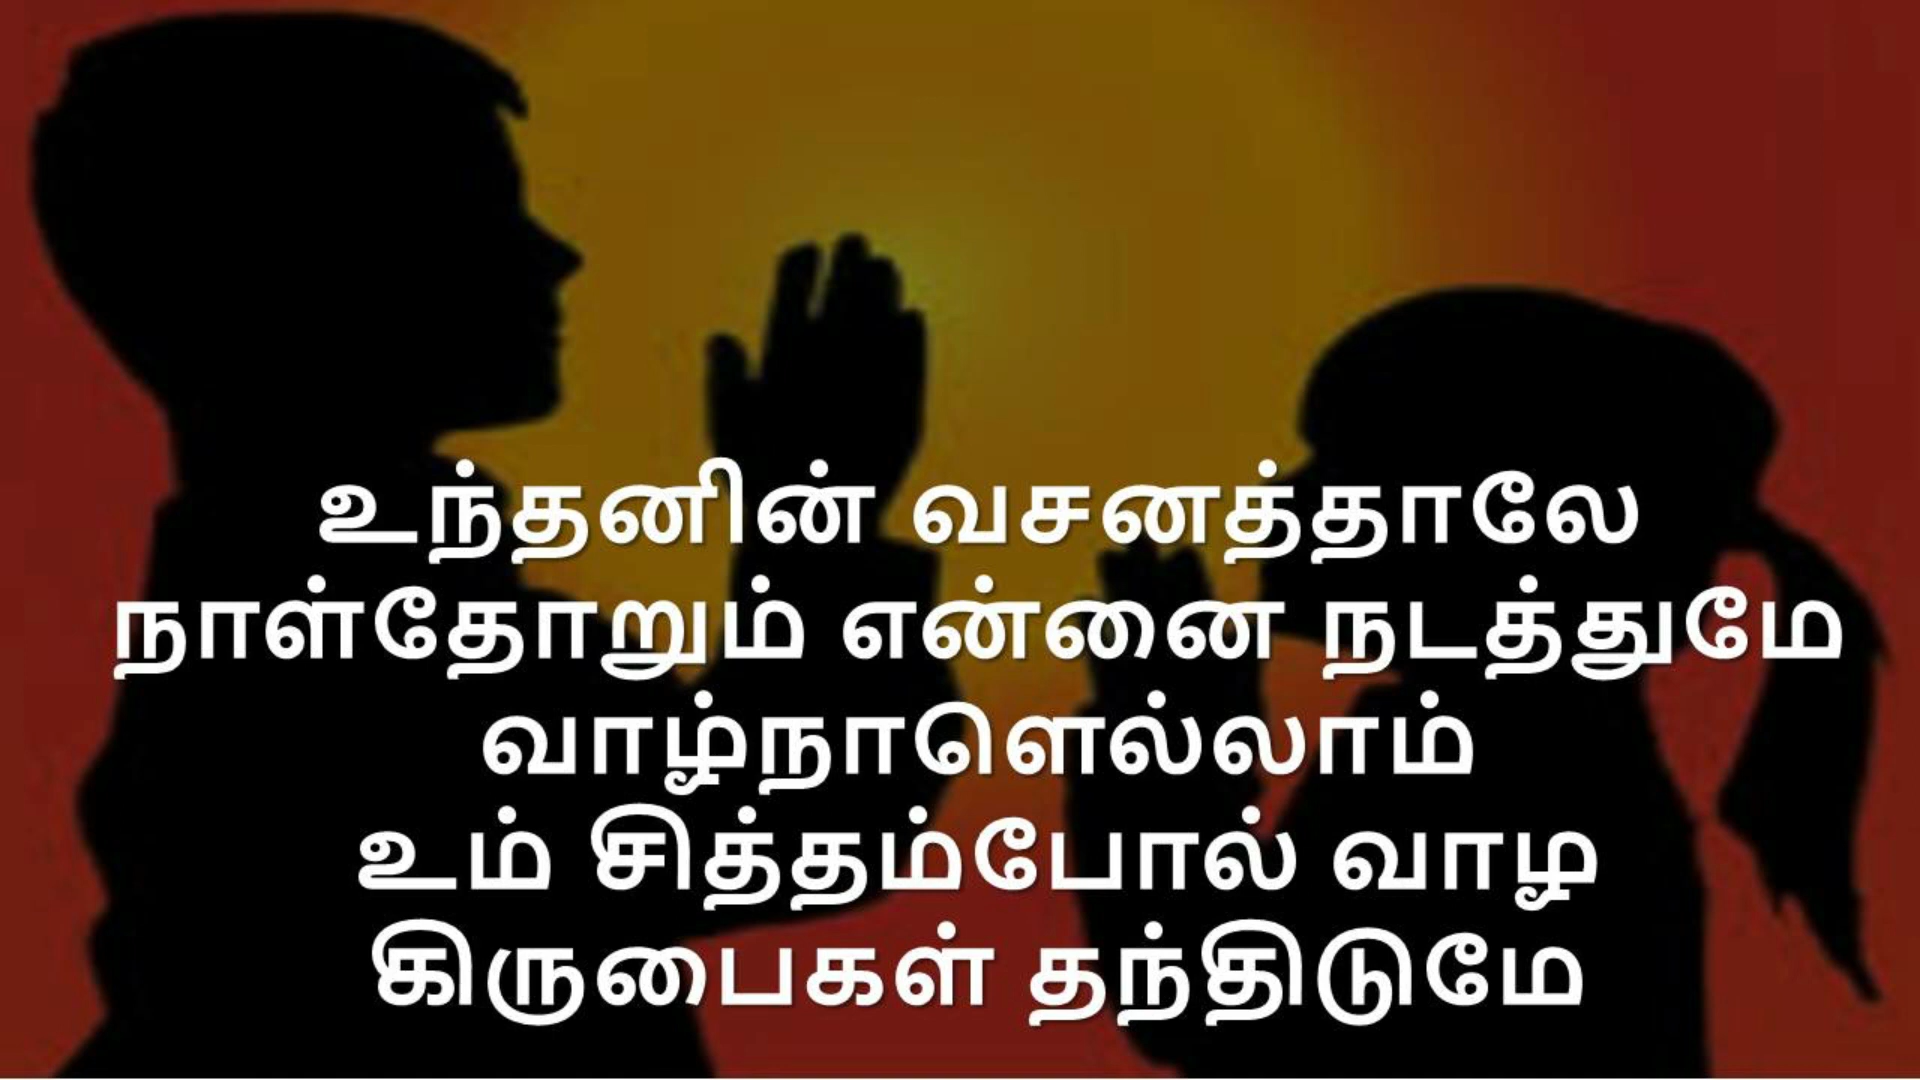 உந்தனின் வசனத்தாலே
நாள்தோறும் என்னை நடத்துமே
வாழ்நாளெல்லாம்
உம் சித்தம்போல் வாழ
கிருபைகள் தந்திடுமே